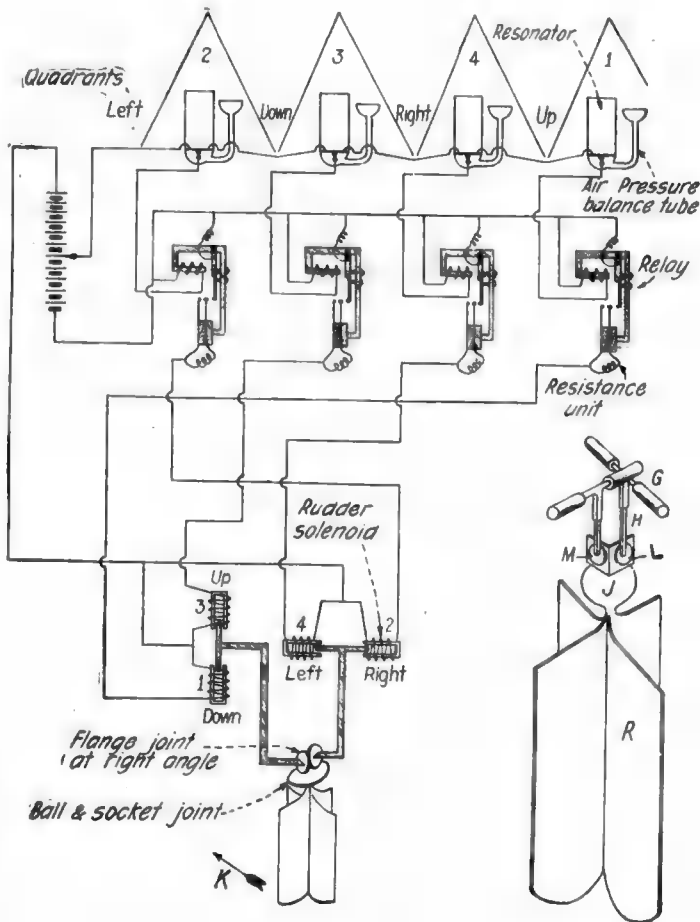 2
3
4
1
Resonator
Quadrants
Left
Down
Right
Up
Air Pressure
balance tube
Relay
Resistance
unit
G
H
M
L
J
R
Rudder
solenoid
Up
3
4
2
Left
Right
1
Down
Flange joint
at right angle
Ball & socket joint
K